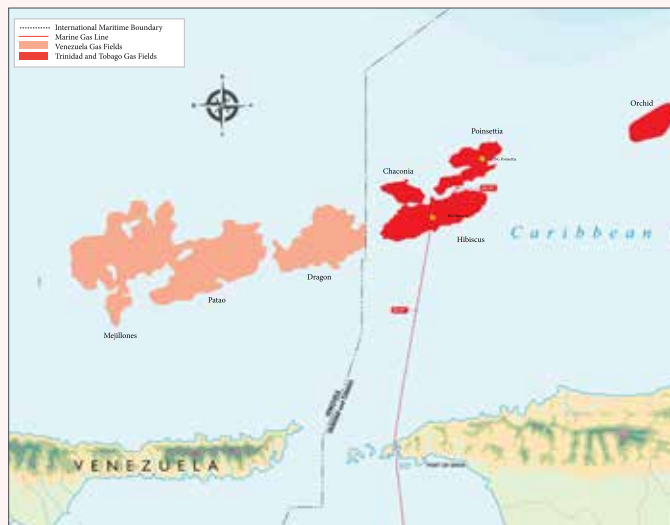 International Maritime Boundary
Marine Gas Line
Venezuela Gas Fields
Trinidad and Tobago Gas Fields
Orchid
Poinsettia
Chaconia
Caribbean
Hibiscus
Dragon
Patao
Mejillones
VENEZUELA